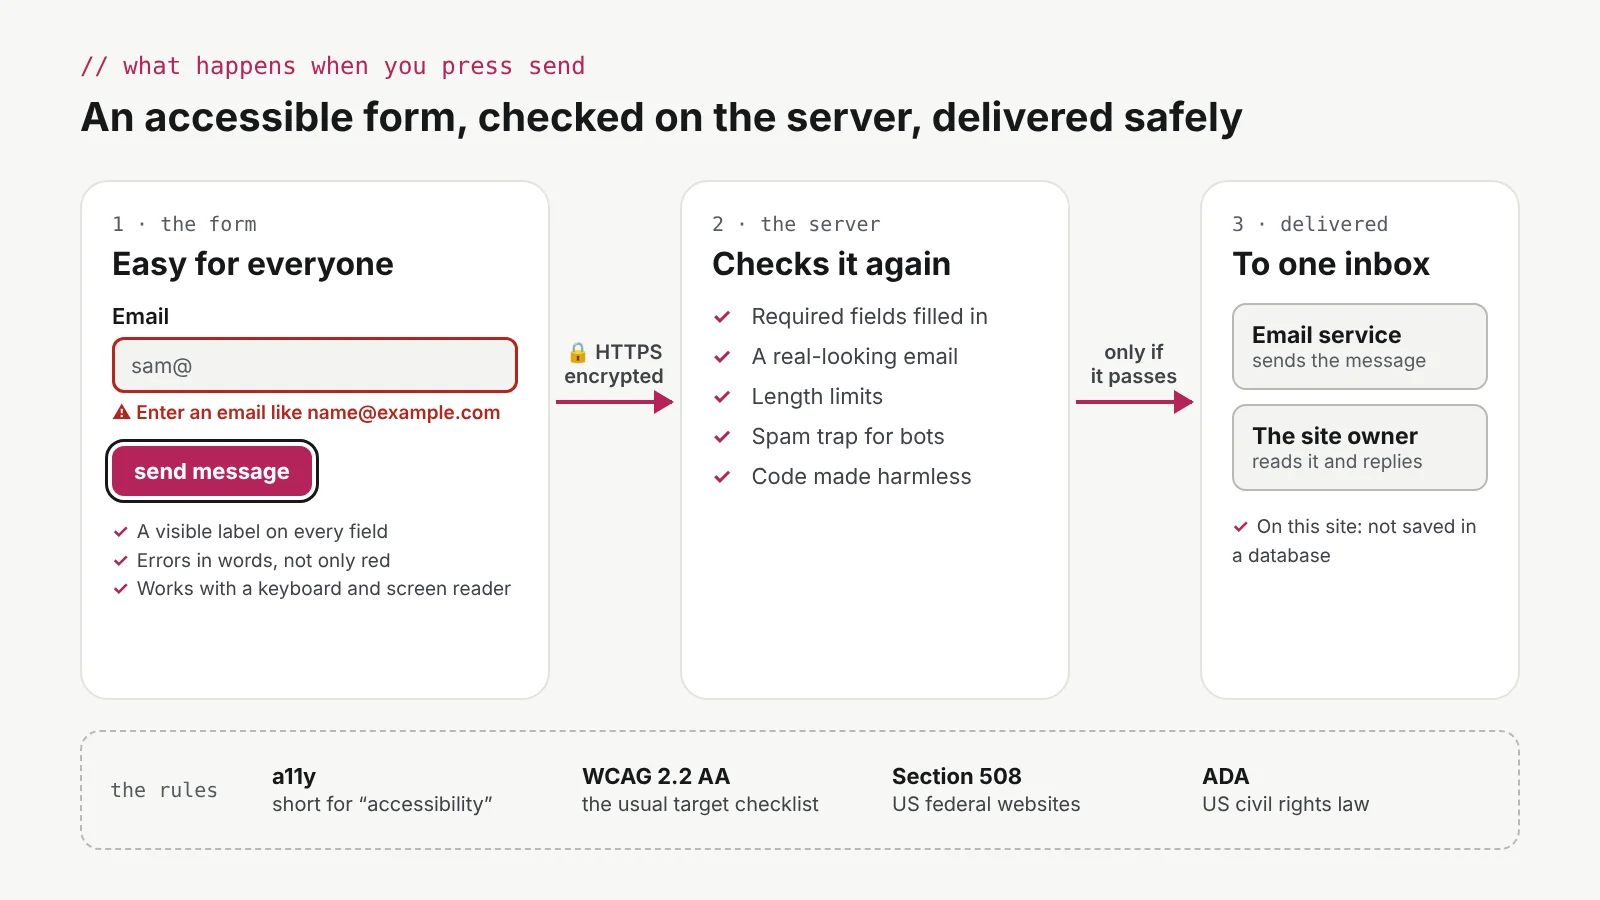 // what happens when you press send
An accessible form, checked on the server, delivered safely
1 · the form
Easy for everyone
Email
sam@
⚠ Enter an email like name@example.com
send message
✓ A visible label on every field
✓ Errors in words, not only red
✓ Works with a keyboard and screen reader
🔒 HTTPS
encrypted
2 · the server
Checks it again
✓ Required fields filled in
✓ A real-looking email
✓ Length limits
✓ Spam trap for bots
✓ Code made harmless
only if
it passes
3 · delivered
To one inbox
Email service
sends the message
The site owner
reads it and replies
✓ On this site: not saved in
a database
the rules
a11y
short for “accessibility”
WCAG 2.2 AA
the usual target checklist
Section 508
US federal websites
ADA
US civil rights law